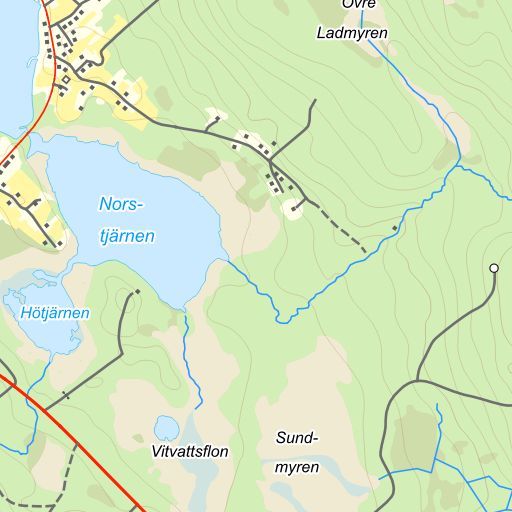 Övre
Ladmyren
Nors-
tjärnen
Hötjärnen
Sund-
myren
Vitvattsflon